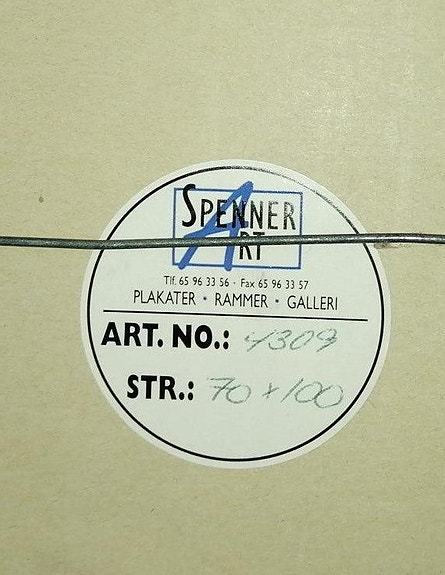 SPENNER
ART
Tlf. 65 96 33 56 · Fax 65 96 33 57
PLAKATER • RAMMER • GALLERI
ART. NO.: 4309
STR.: 70 x 100